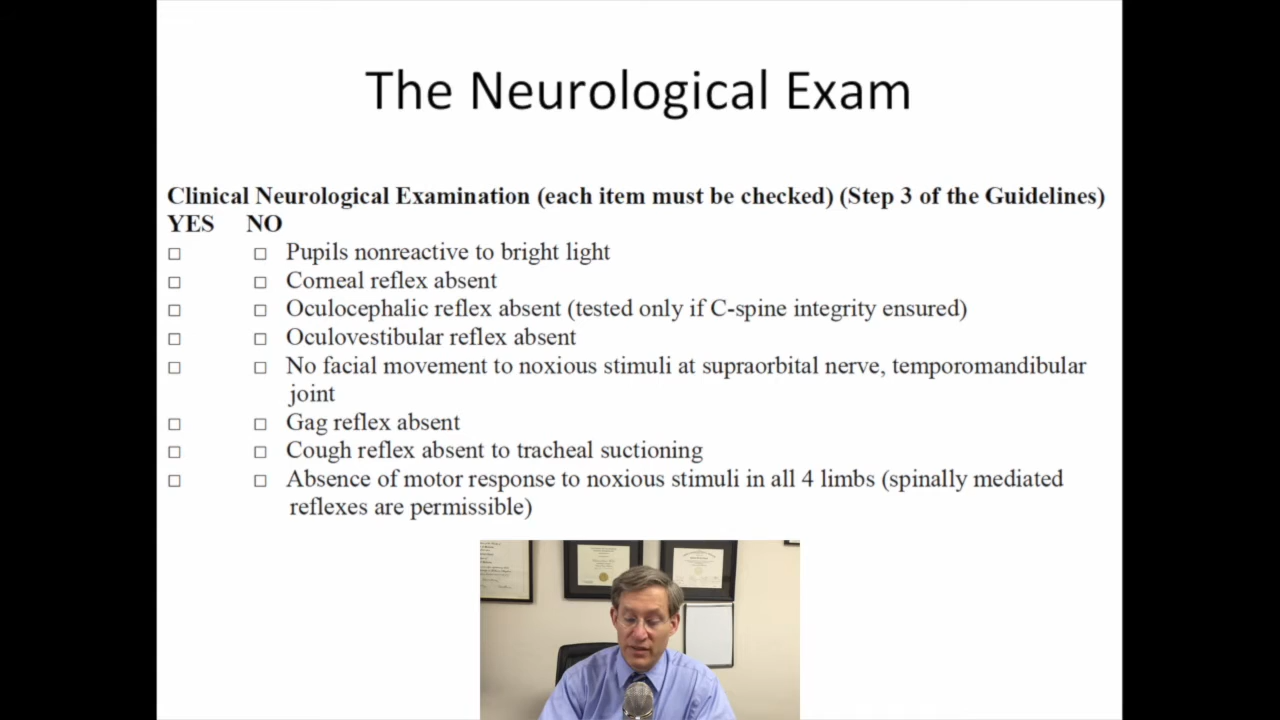 The Neurological Exam
Clinical Neurological Examination (each item must be checked) (Step 3 of the Guidelines)
YES NO
□ □ Pupils nonreactive to bright light
□ □ Corneal reflex absent
□ □ Oculocephalic reflex absent (tested only if C-spine integrity ensured)
□ □ Oculovestibular reflex absent
□ □ No facial movement to noxious stimuli at supraorbital nerve, temporomandibular
joint
□ □ Gag reflex absent
□ □ Cough reflex absent to tracheal suctioning
□ □ Absence of motor response to noxious stimuli in all 4 limbs (spinally mediated
reflexes are permissible)